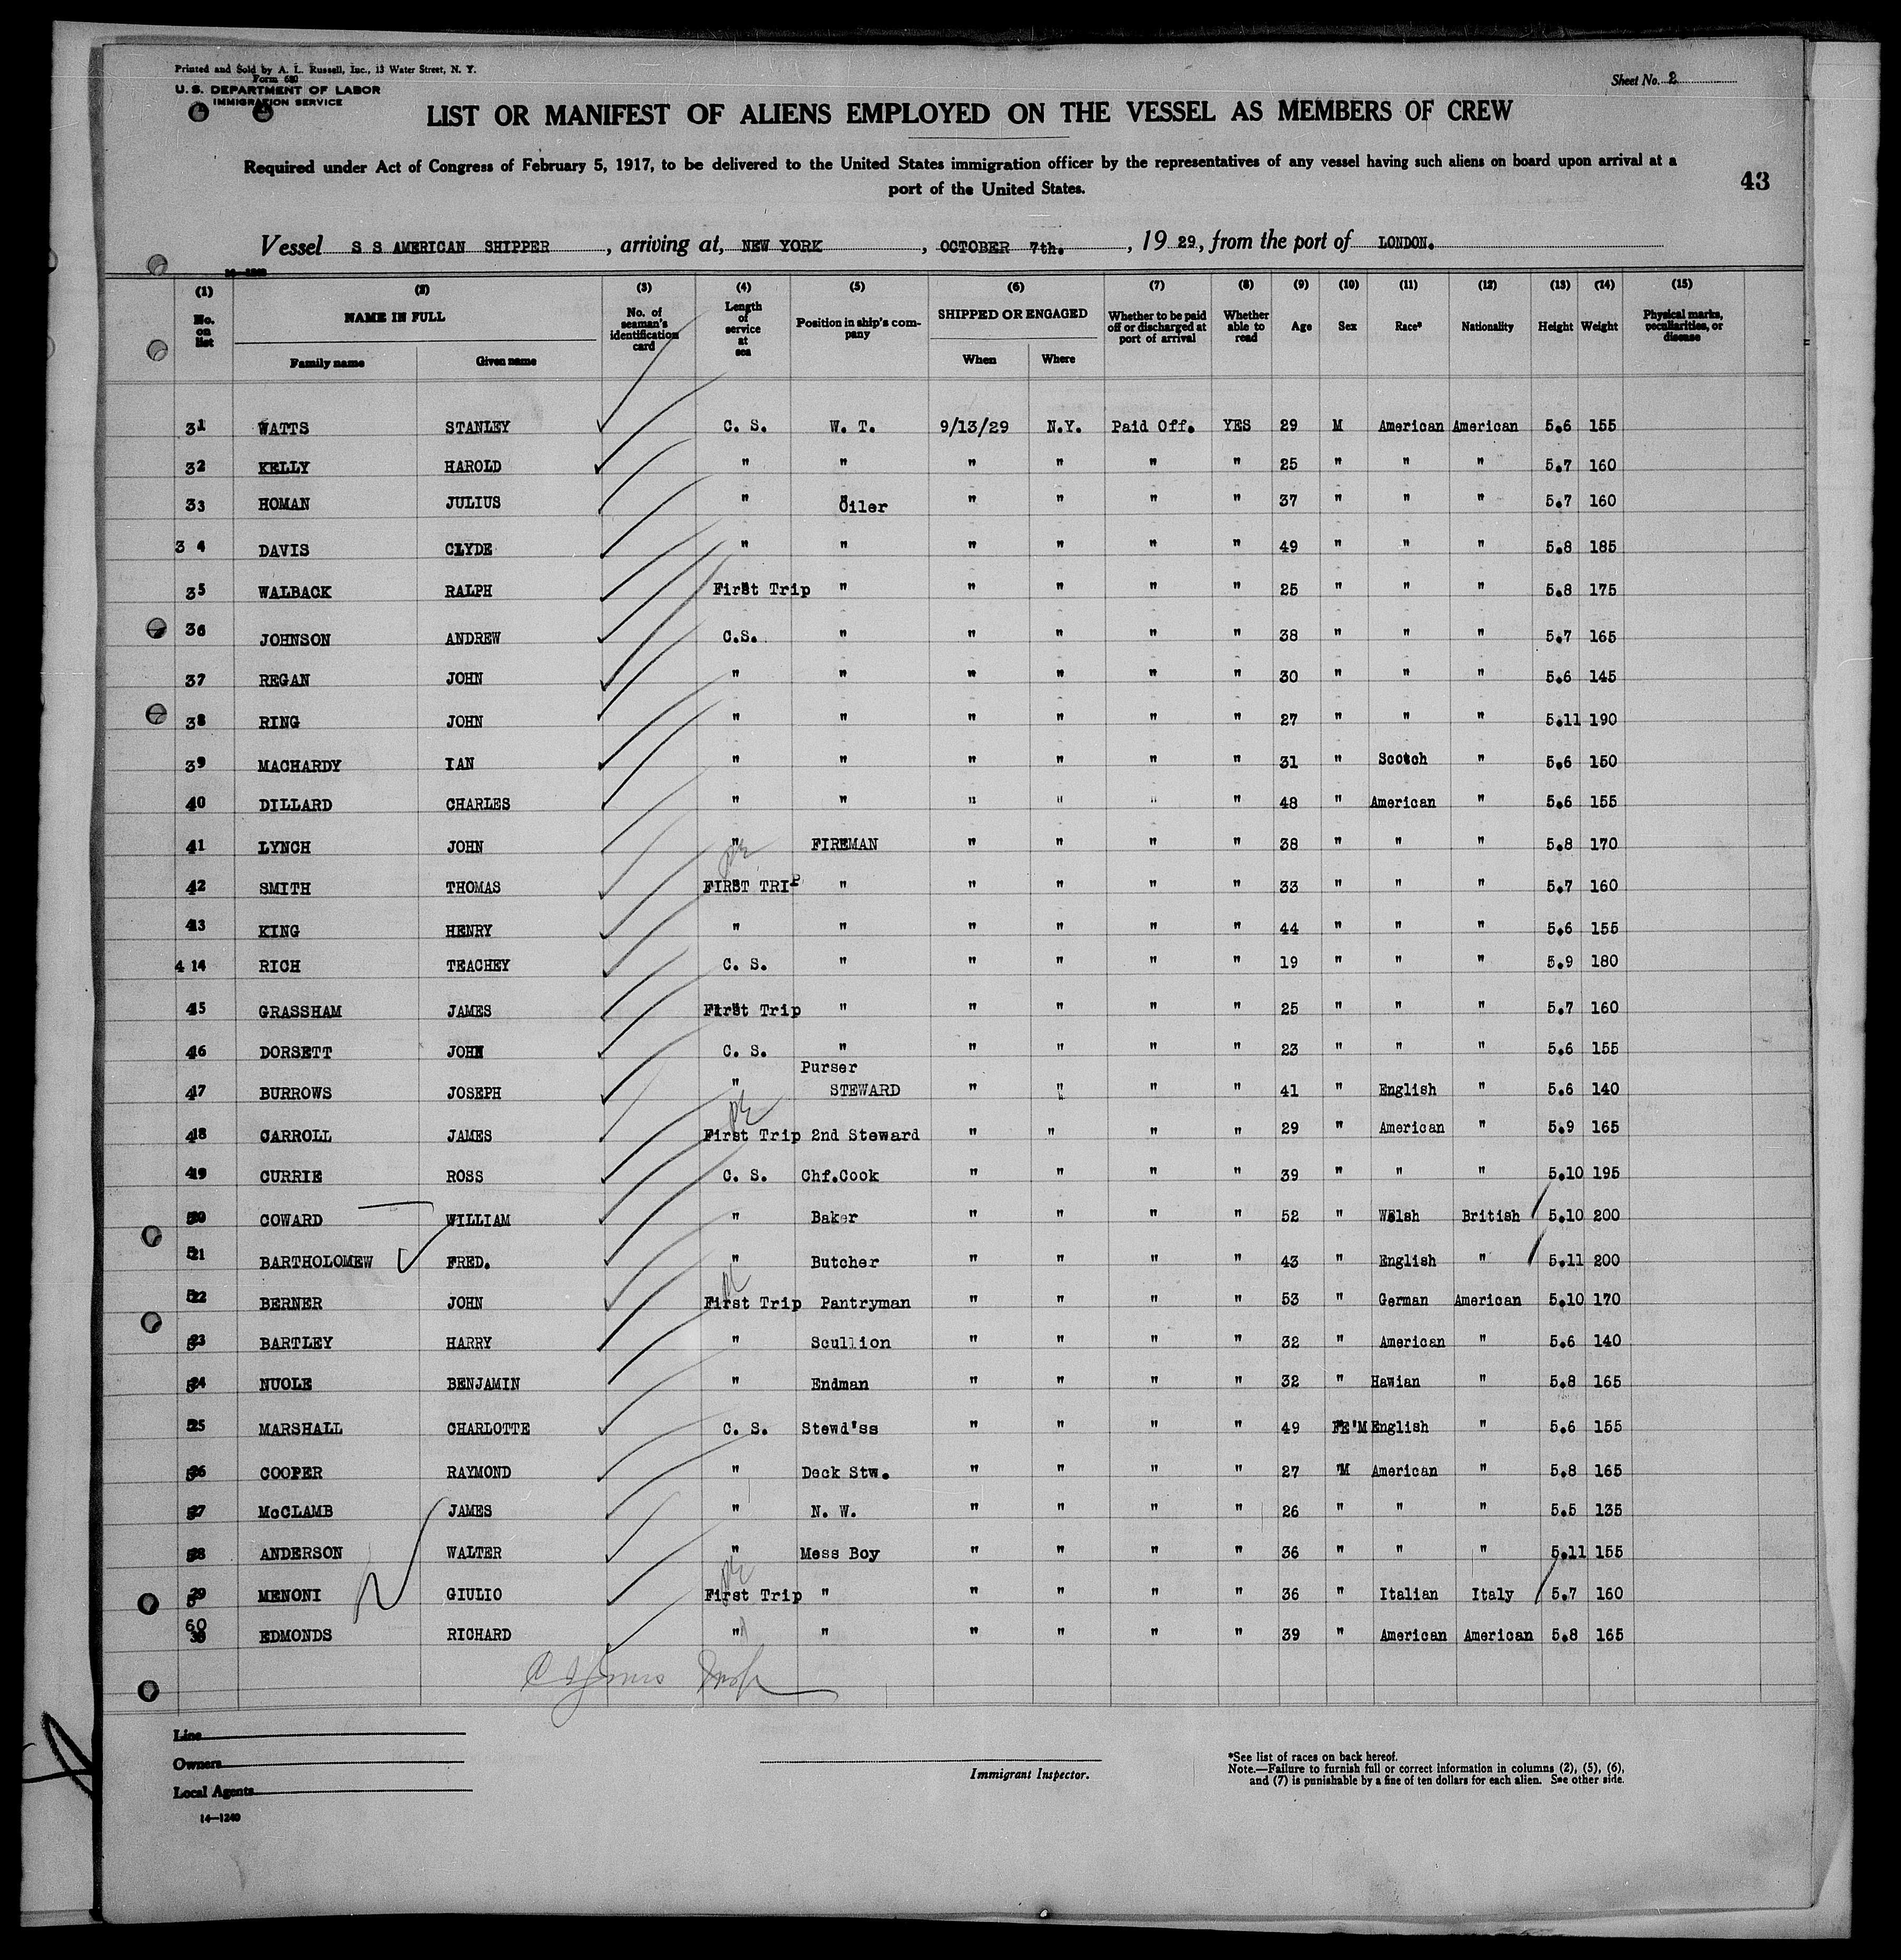 Printed and Sold by A. L. Russell, Inc., 13 Water Street, N. Y.
Form 680
U. S. DEPARTMENT OF LABOR
IMMIGRATION SERVICE
Sheet No. 2
LIST OR MANIFEST OF ALIENS EMPLOYED ON THE VESSEL AS MEMBERS OF CREW
Required under Act of Congress of February 5, 1917, to be delivered to the United States immigration officer by the representatives of any vessel having such aliens on board upon arrival at a
port of the United States.
43
Vessel S S AMERICAN SHIPPER, arriving at, NEW YORK, OCTOBER 7th., 19 29, from the port of LONDON.
(1) (2) (3) (4) (5) (6) (7) (8) (9) (10) (11) (12) (13) (14) (15)
No. on list NAME IN FULL Family name Given name No. of seaman's identification card Length of service at sea Position in ship's company SHIPPED OR ENGAGED When Where Whether to be paid off or discharged at port of arrival Whether able to read Age Sex Race* Nationality Height Weight Physical marks, peculiarities, or disease
31 WATTS STANLEY C. S. W. T. 9/13/29 N.Y. Paid Off. YES 29 M American American 5.6 155
32 KELLY HAROLD " " " " " " 25 " " " 5.7 160
33 HOMAN JULIUS " Oiler " " " " 37 " " " 5.7 160
34 DAVIS CLYDE " " " " " " 49 " " " 5.8 185
35 WALBACK RALPH First Trip " " " " " 25 " " " 5.8 175
36 JOHNSON ANDREW C.S. " " " " " 38 " " " 5.7 165
37 REGAN JOHN " " " " " " 30 " " " 5.6 145
38 RING JOHN " " " " " " 27 " " " 5.11 190
39 MACHARDY IAN " " " " " " 31 " Scotch " 5.6 150
40 DILLARD CHARLES " " " " " " 48 " American " 5.6 155
41 LYNCH JOHN " FIREMAN " " " " 38 " " " 5.8 170
42 SMITH THOMAS FIRST TRIP " " " " " 33 " " " 5.7 160
43 KING HENRY " " " " " " 44 " " " 5.6 155
44 RICH TEACHEY C. S. " " " " " 19 " " " 5.9 180
45 GRASSHAM JAMES First Trip " " " " " 25 " " " 5.7 160
46 DORSETT JOHN C. S. " " " " " 23 " " " 5.6 155
47 BURROWS JOSEPH " Purser STEWARD " " " " 41 " English " 5.6 140
48 CARROLL JAMES First Trip 2nd Steward " " " " 29 " American " 5.9 165
49 CURRIE ROSS C. S. Chf.Cook " " " " 39 " " " 5.10 195
50 COWARD WILLIAM " Baker " " " " 52 " Welsh British 5.10 200
51 BARTHOLOMEW FRED. " Butcher " " " " 43 " English " 5.11 200
52 BERNER JOHN First Trip Pantryman " " " " 53 " German American 5.10 170
53 BARTLEY HARRY " Scullion " " " " 32 " American " 5.6 140
54 NUOLE BENJAMIN " Endman " " " " 32 " Hawian " 5.8 165
55 MARSHALL CHARLOTTE C. S. Stewd'ss " " " " 49 FE'M English " 5.6 155
56 COOPER RAYMOND " Deck Stw. " " " " 27 "M American " 5.8 165
57 McCLAMB JAMES " N. W. " " " " 26 " " " 5.5 135
58 ANDERSON WALTER " Mess Boy " " " " 36 " " " 5.11 155
59 MENONI GIULIO First Trip " " " " " 36 " Italian Italy 5.7 160
60 EDMONDS RICHARD " " " " " " 39 " American American 5.8 165
Line
Owners
Local Agents
14—1240
Immigrant Inspector.
*See list of races on back hereof.
Note.—Failure to furnish full or correct information in columns (2), (5), (6),
and (7) is punishable by a fine of ten dollars for each alien. See other side.